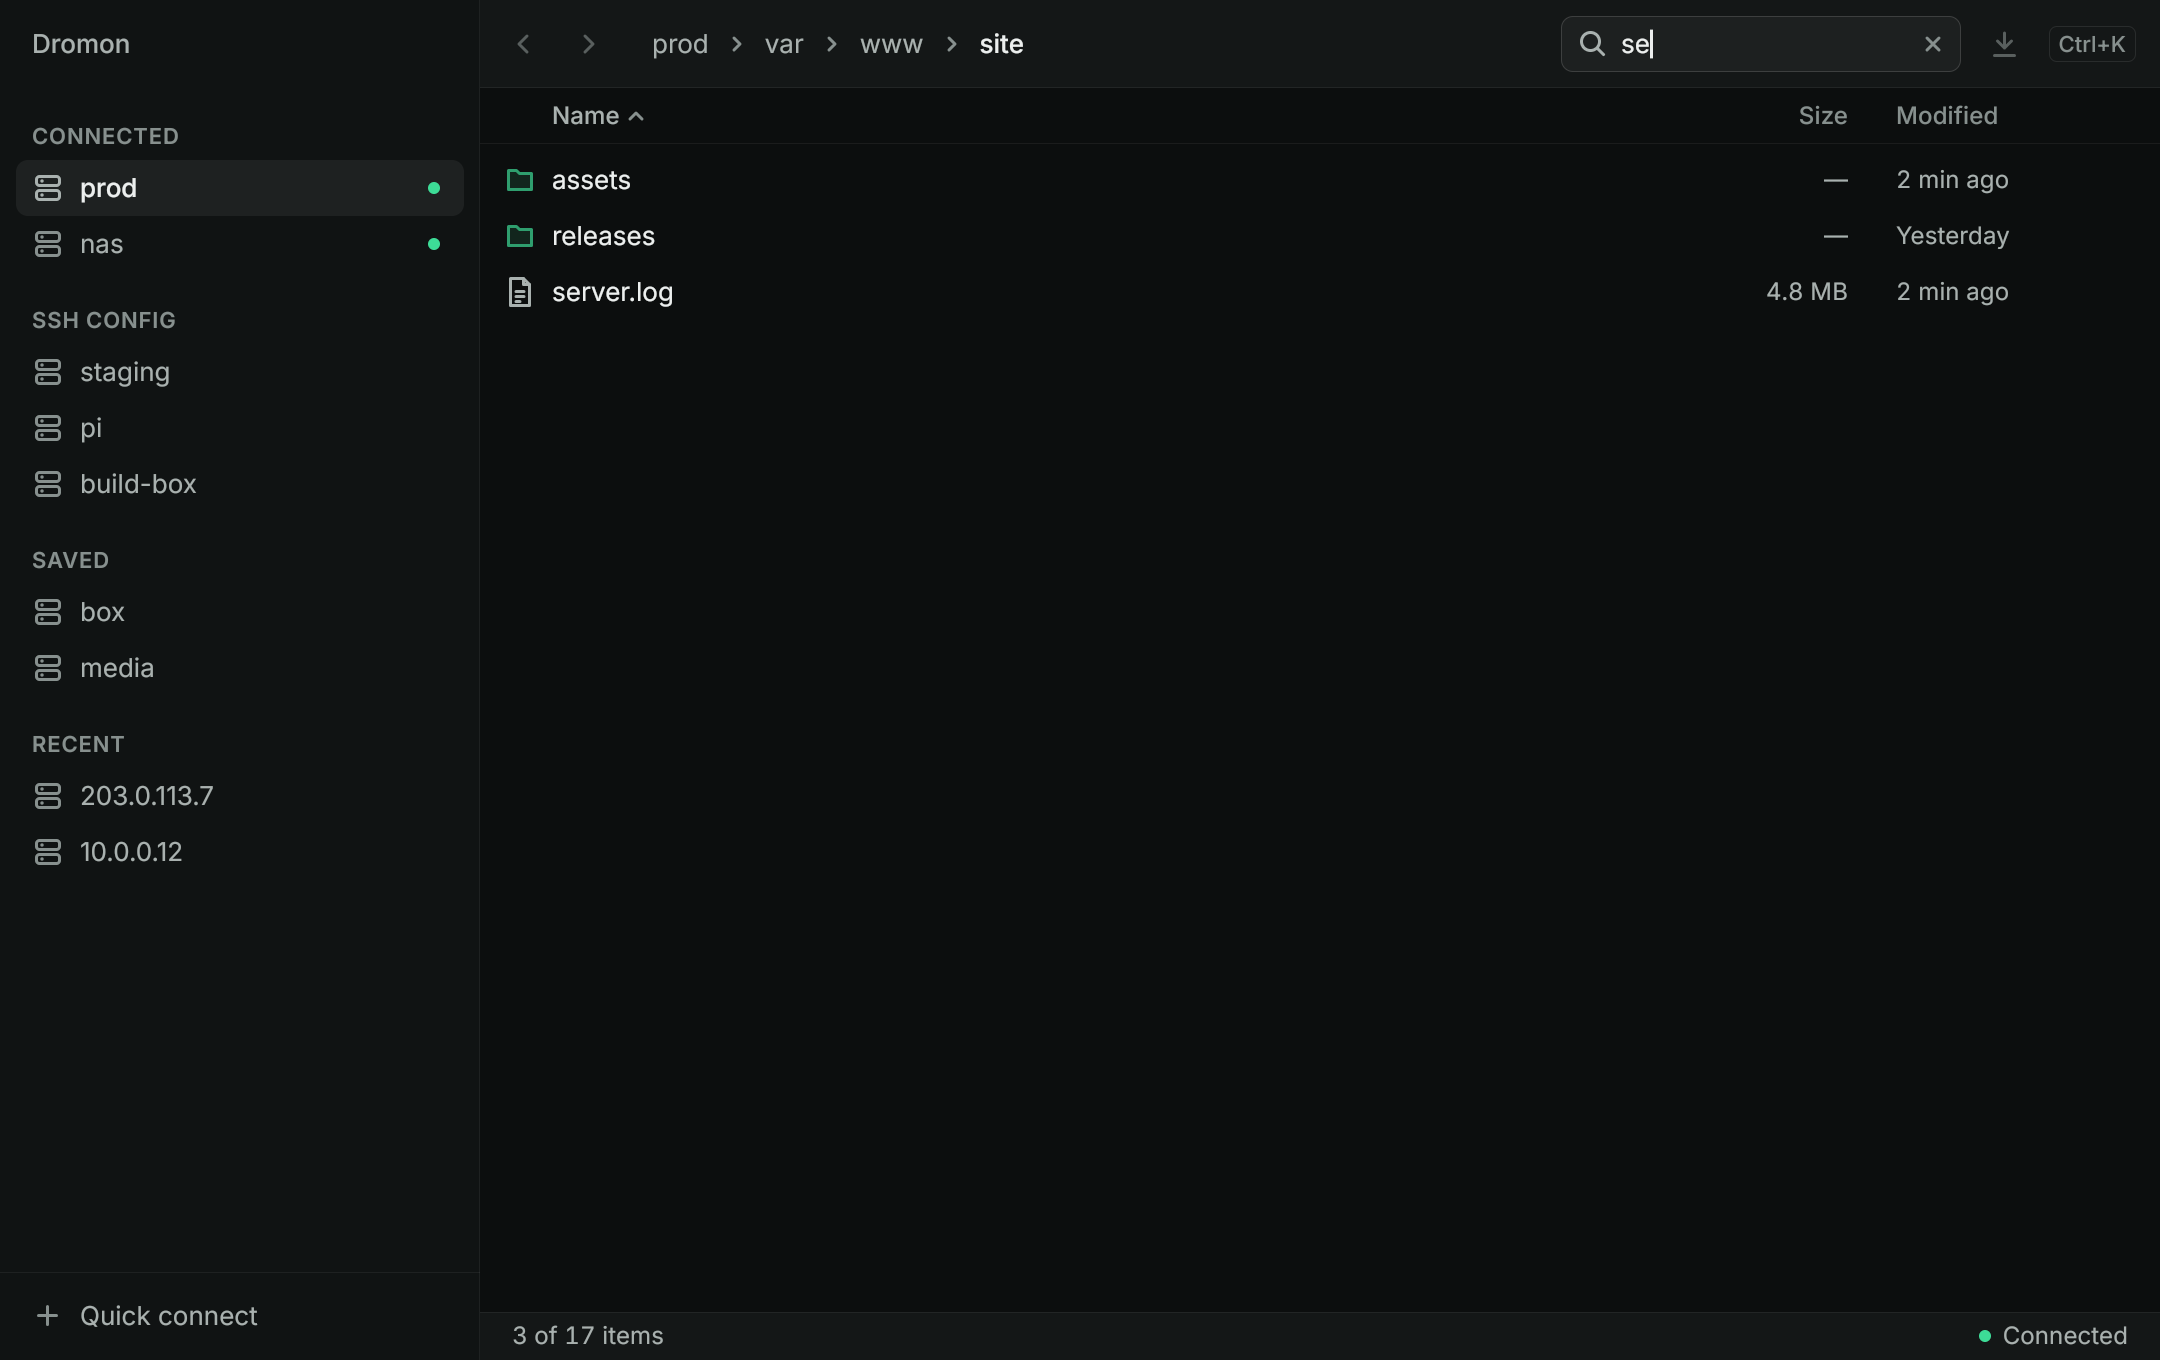 Dromon
CONNECTED
prod
nas
SSH CONFIG
staging
pi
build-box
SAVED
box
media
RECENT
203.0.113.7
10.0.0.12
Quick connect
prod > var > www > site
se
Ctrl+K
Name Size Modified
assets — 2 min ago
releases — Yesterday
server.log 4.8 MB 2 min ago
3 of 17 items
Connected